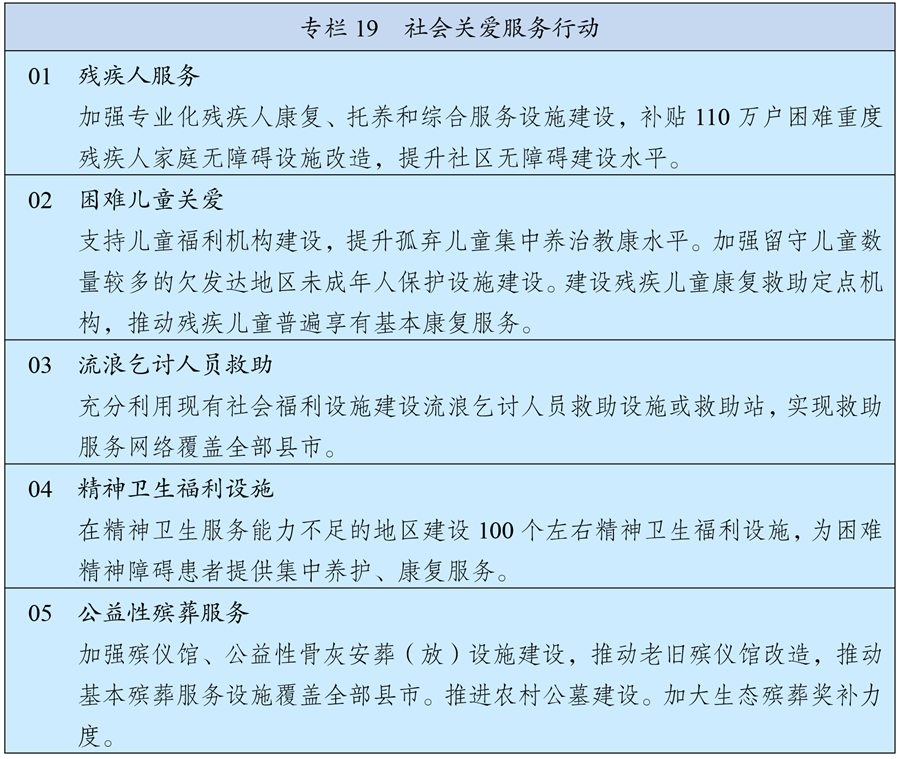 专栏 19 社会关爱服务行动
01 残疾人服务
加强专业化残疾人康复、托养和综合服务设施建设，补贴 110 万户困难重度
残疾人家庭无障碍设施改造，提升社区无障碍建设水平。
02 困难儿童关爱
支持儿童福利机构建设，提升孤弃儿童集中养治教康水平。加强留守儿童数
量较多的欠发达地区未成年人保护设施建设。建设残疾儿童康复救助定点机
构，推动残疾儿童普遍享有基本康复服务。
03 流浪乞讨人员救助
充分利用现有社会福利设施建设流浪乞讨人员救助设施或救助站，实现救助
服务网络覆盖全部县市。
04 精神卫生福利设施
在精神卫生服务能力不足的地区建设 100 个左右精神卫生福利设施，为困难
精神障碍患者提供集中养护、康复服务。
05 公益性殡葬服务
加强殡仪馆、公益性骨灰安葬（放）设施建设，推动老旧殡仪馆改造，推动
基本殡葬服务设施覆盖全部县市。推进农村公墓建设。加大生态殡葬奖补力
度。